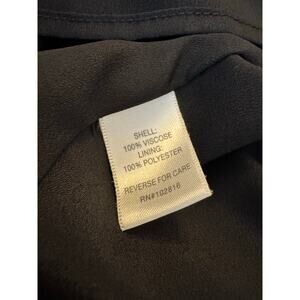 SHELL:
100% VISCOSE
LINING:
100% POLYESTER
REVERSE FOR CARE
RN#102816